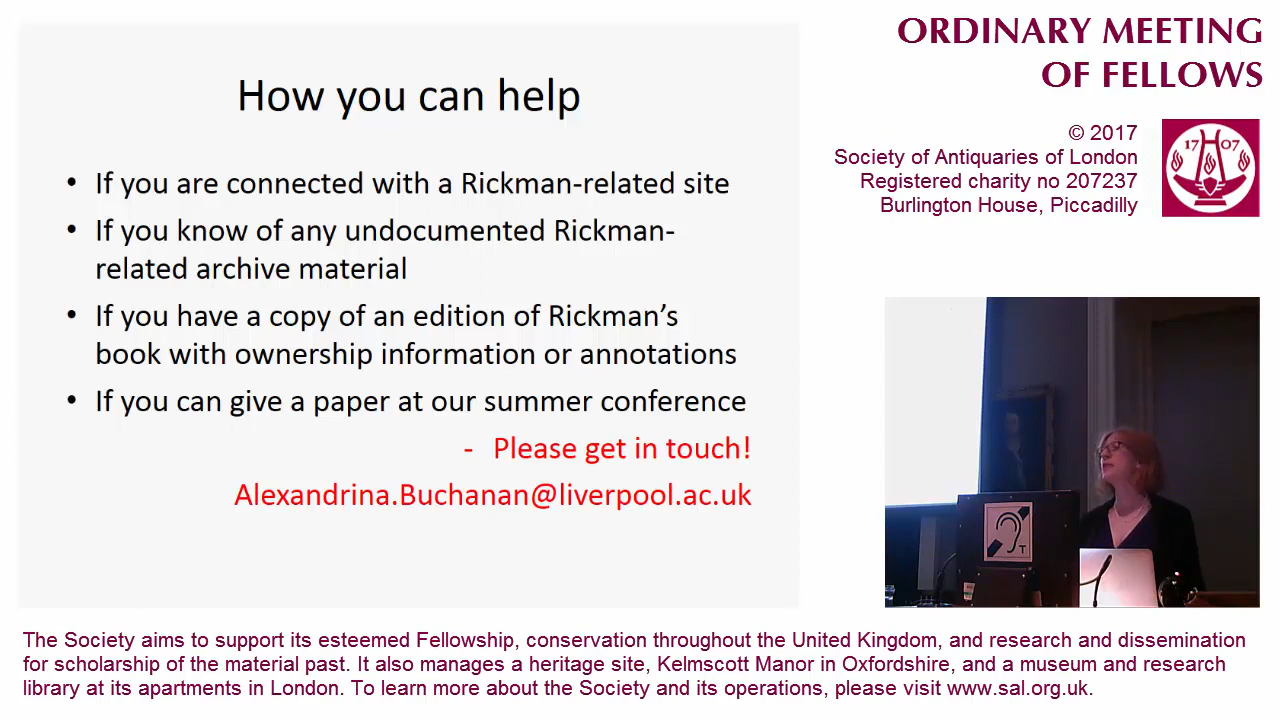 How you can help
• If you are connected with a Rickman-related site
• If you know of any undocumented Rickman-
related archive material
• If you have a copy of an edition of Rickman's
book with ownership information or annotations
• If you can give a paper at our summer conference
- Please get in touch!
Alexandrina.Buchanan@liverpool.ac.uk
ORDINARY MEETING
OF FELLOWS
© 2017
Society of Antiquaries of London
Registered charity no 207237
Burlington House, Piccadilly
17 07
T
The Society aims to support its esteemed Fellowship, conservation throughout the United Kingdom, and research and dissemination
for scholarship of the material past. It also manages a heritage site, Kelmscott Manor in Oxfordshire, and a museum and research
library at its apartments in London. To learn more about the Society and its operations, please visit www.sal.org.uk.